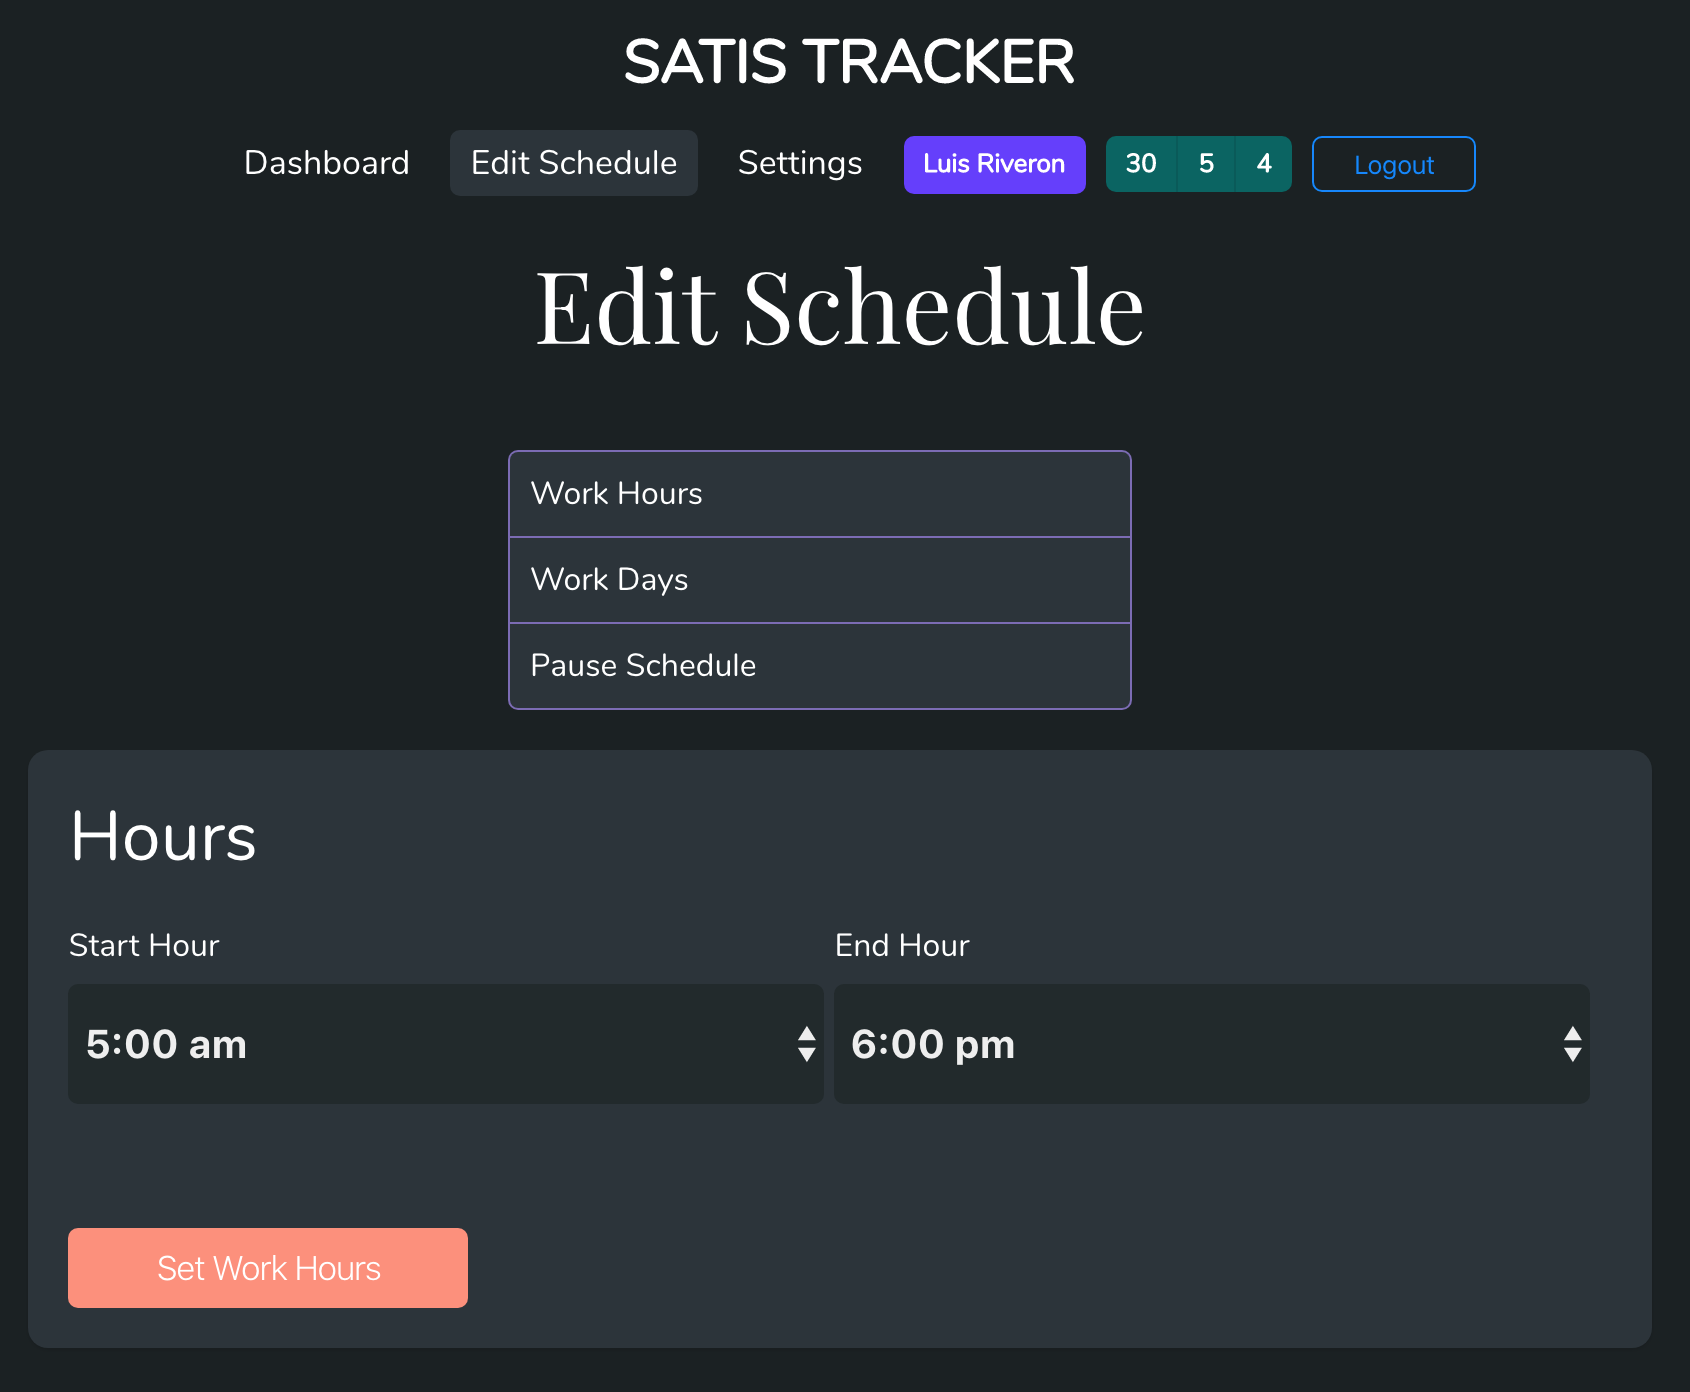 SATIS TRACKER
Dashboard Edit Schedule Settings Luis Riveron 30 5 4 Logout
Edit Schedule
Work Hours
Work Days
Pause Schedule
Hours
Start Hour End Hour
5:00 am 6:00 pm
Set Work Hours